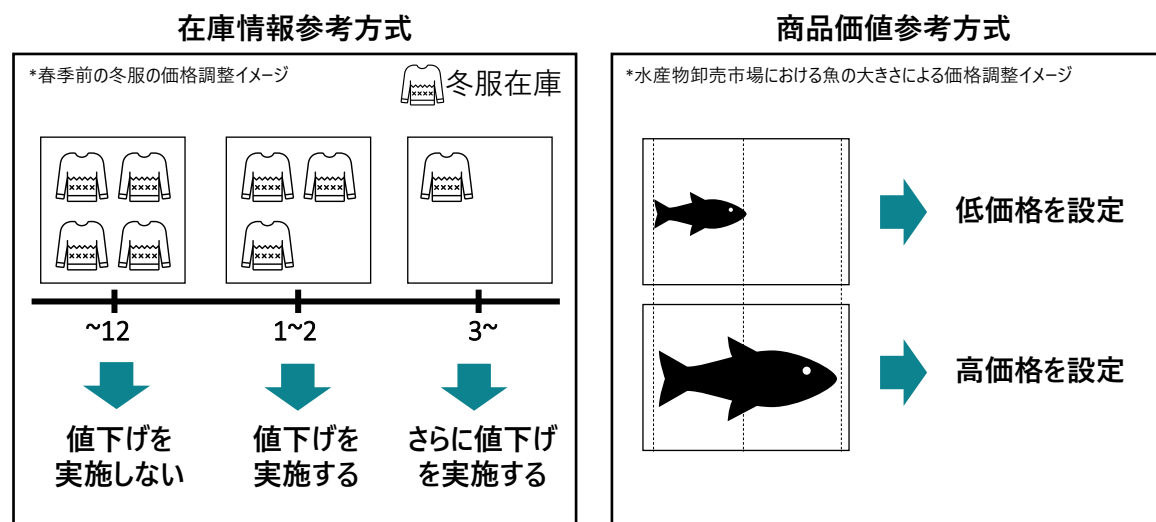 在庫情報参考方式
*春季前の冬服の価格調整イメージ
冬服在庫
~12
1~2
3~
値下げを
実施しない
値下げを
実施する
さらに値下げ
を実施する
商品価値参考方式
*水産物卸売市場における魚の大きさによる価格調整イメージ
低価格を設定
高価格を設定